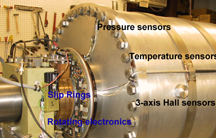 Pressure sensors
Temperature sensors
Slip Rings
3-axis Hall sensors
Rotating electronics